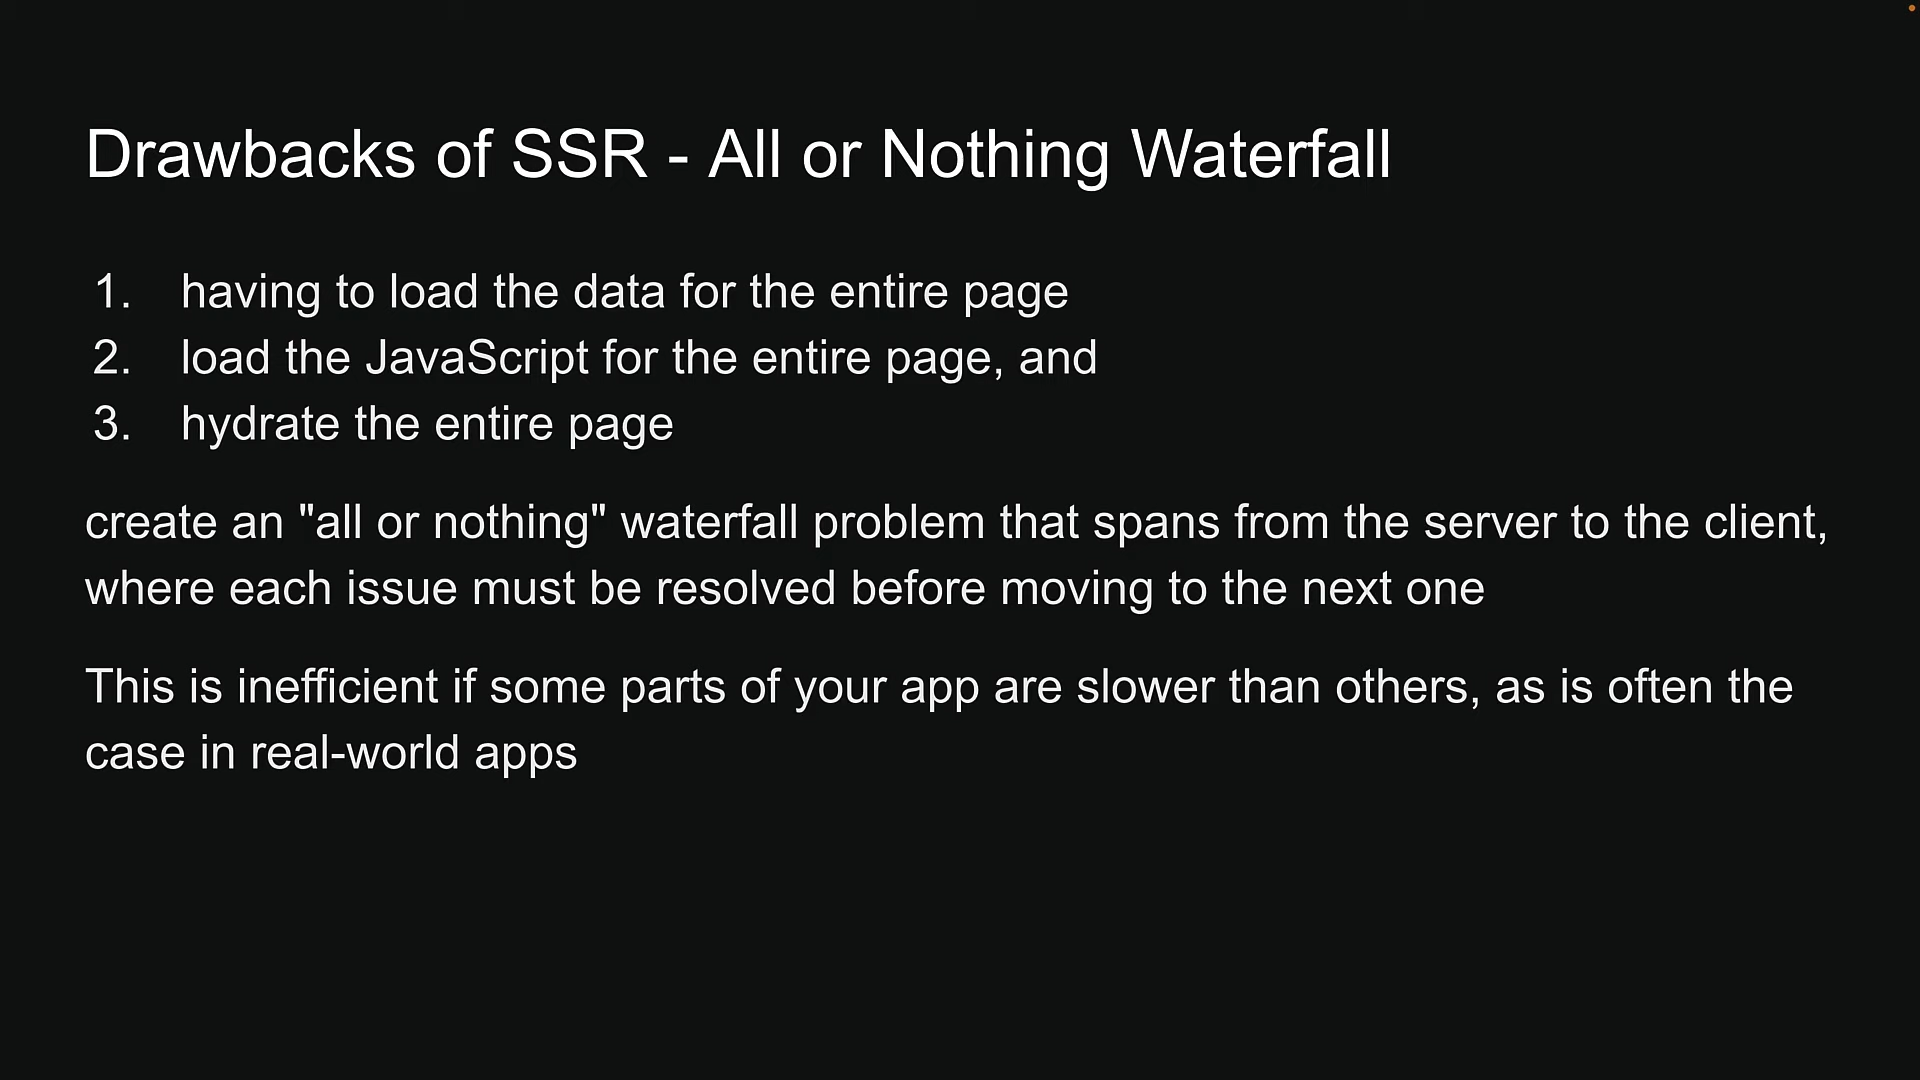 Drawbacks of SSR - All or Nothing Waterfall
1. having to load the data for the entire page
2. load the JavaScript for the entire page, and
3. hydrate the entire page
create an "all or nothing" waterfall problem that spans from the server to the client,
where each issue must be resolved before moving to the next one
This is inefficient if some parts of your app are slower than others, as is often the
case in real-world apps